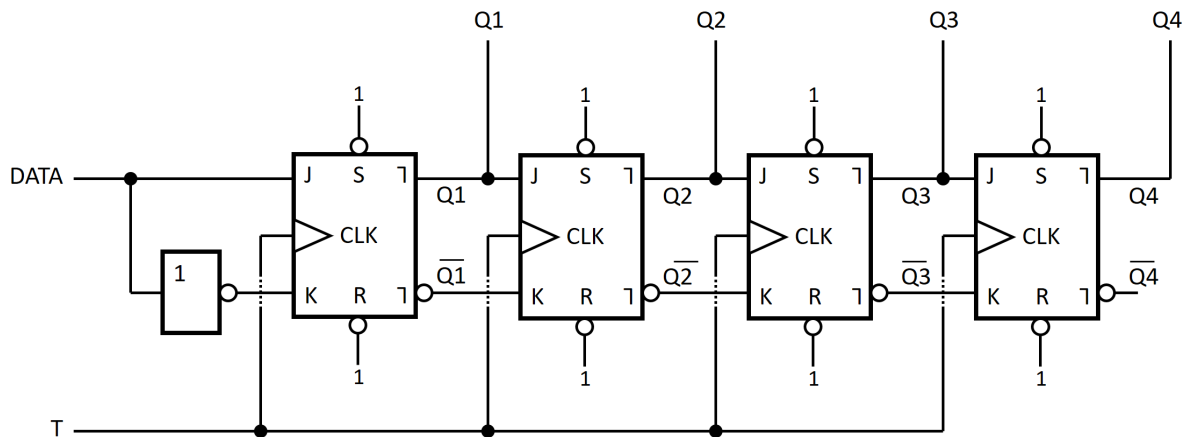 Q1 Q2 Q3 Q4
1 1 1 1
DATA J S ⅂ J S ⅂ J S ⅂ J S ⅂
Q1 Q2 Q3 Q4
CLK CLK CLK CLK
1 Q̅1̅ Q̅2̅ Q̅3̅ Q̅4̅
K R ⅂ K R ⅂ K R ⅂ K R ⅂
1 1 1 1
T